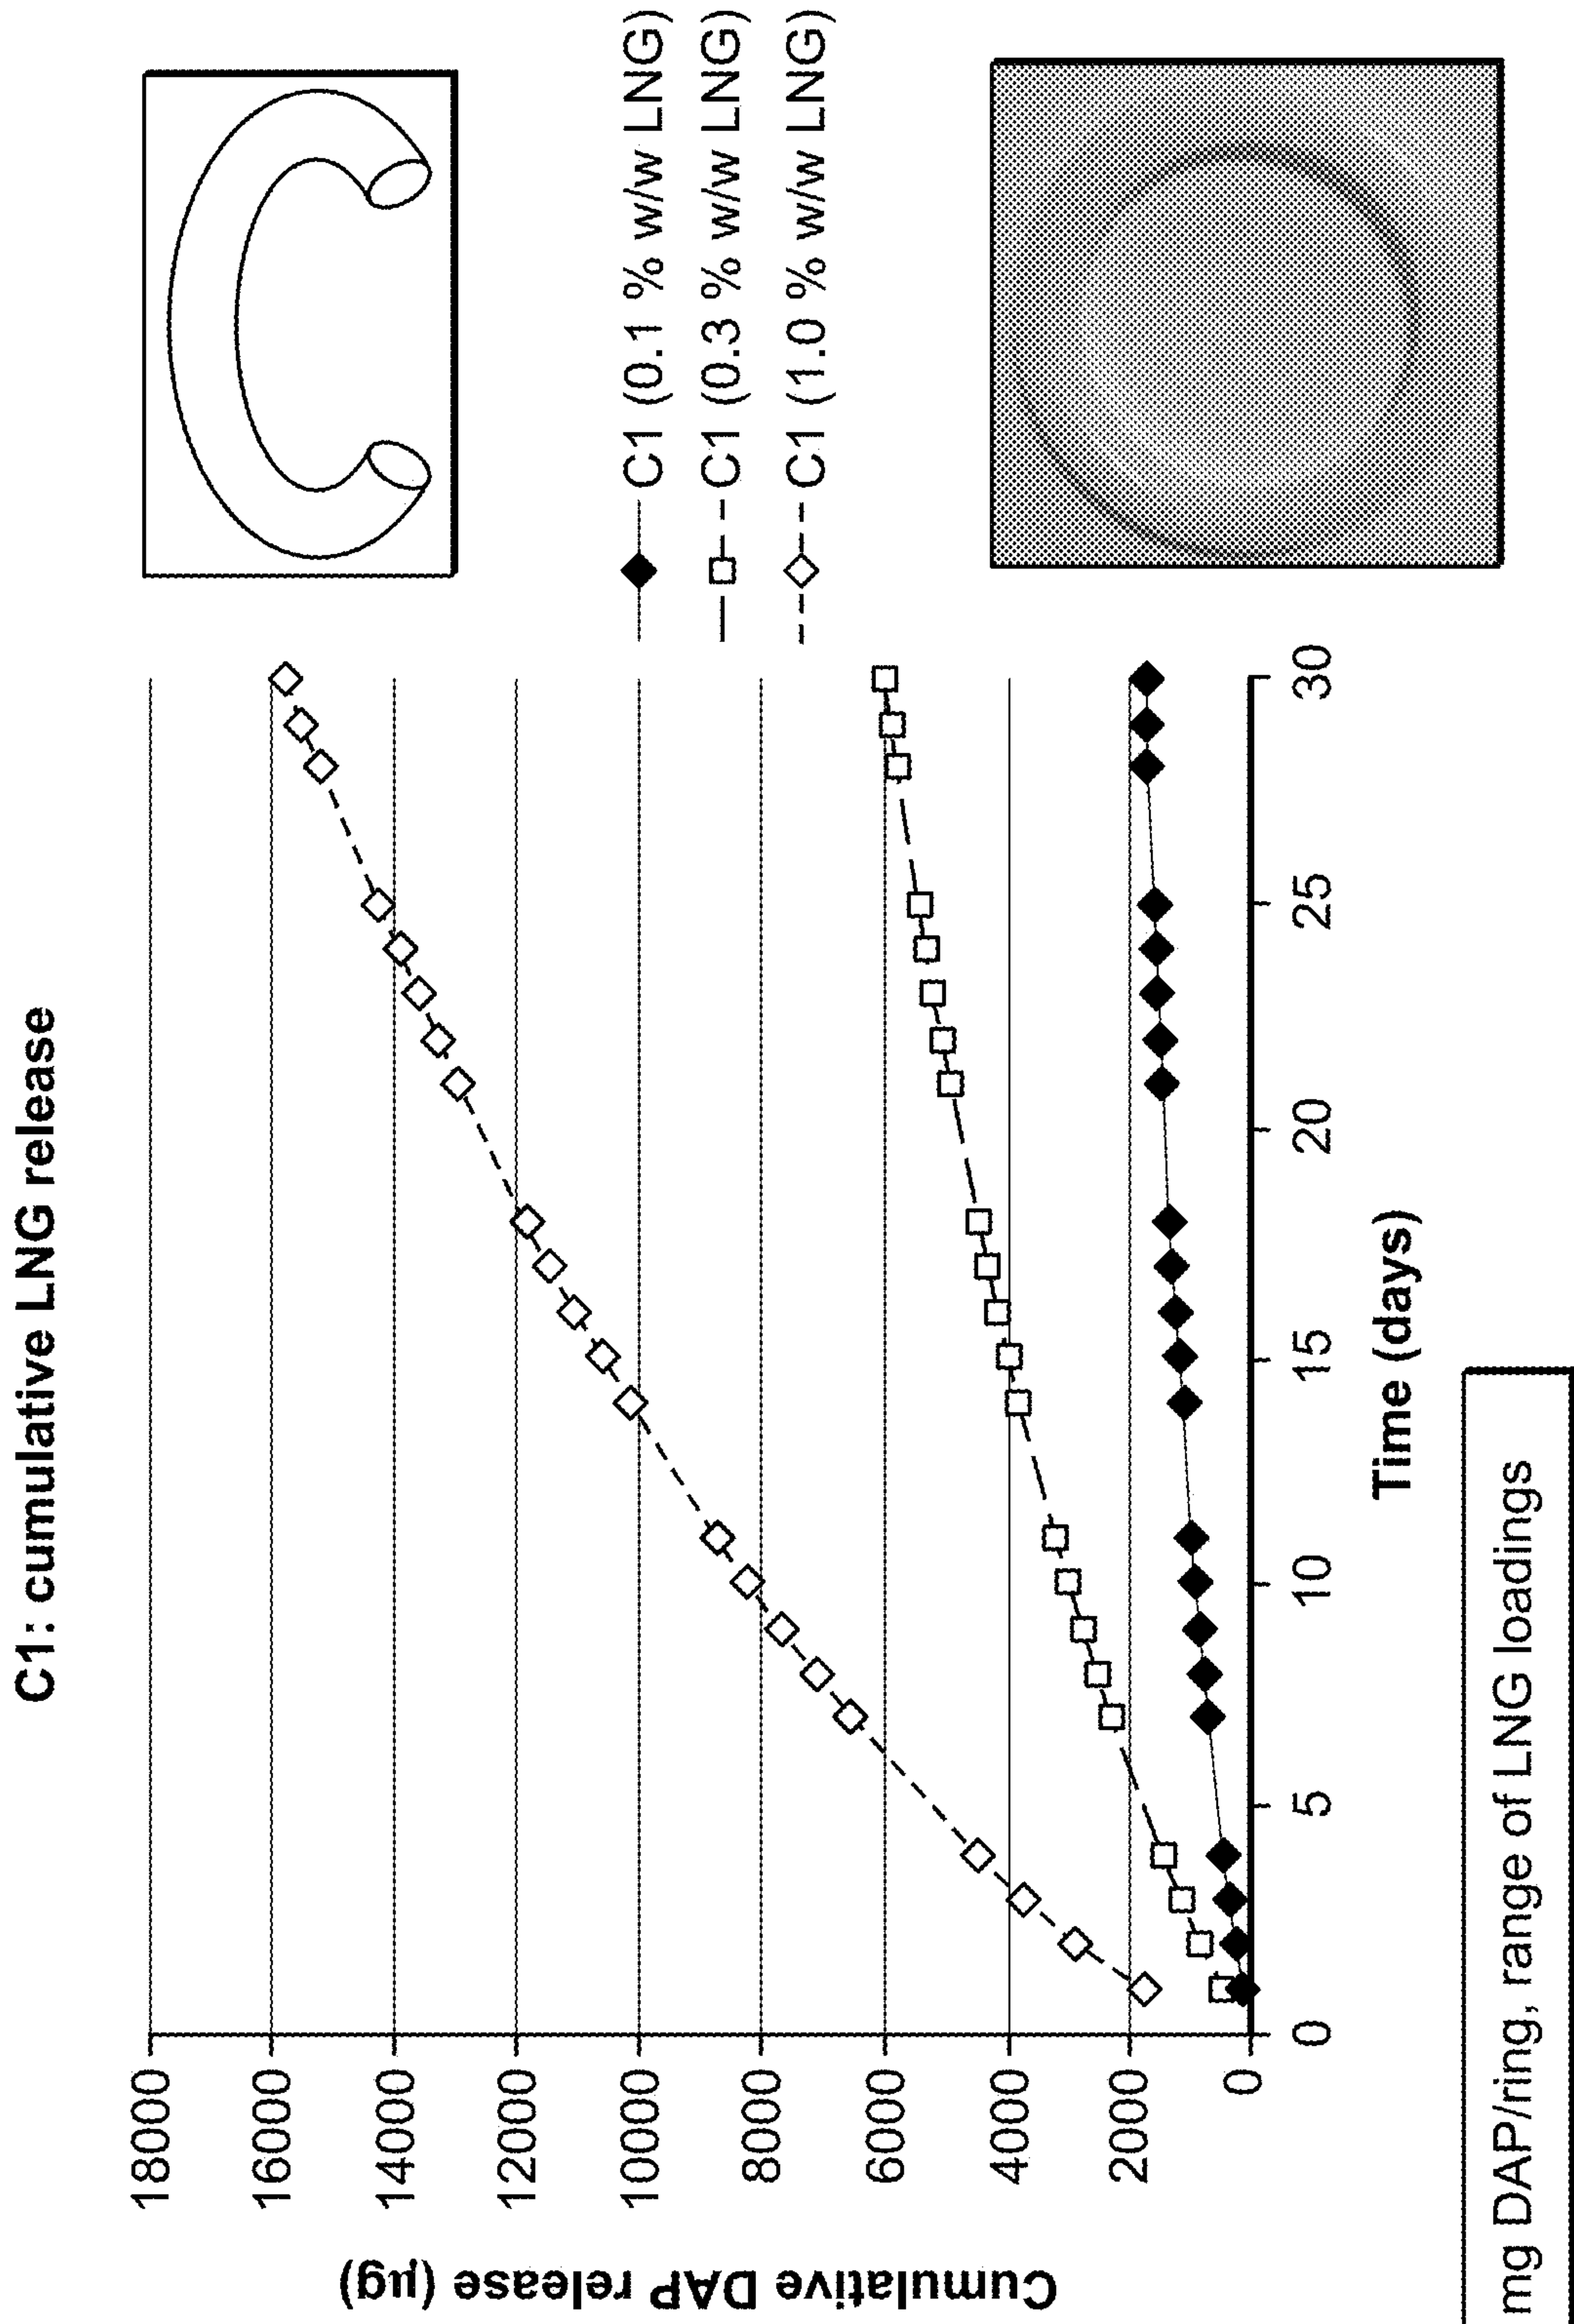 C1: cumulative LNG release
Cumulative DAP release (µg)
18000
16000
14000
12000
10000
8000
6000
4000
2000
0
0 5 10 15 20 25 30
Time (days)
C1 (0.1 % w/w LNG)
C1 (0.3 % w/w LNG)
C1 (1.0 % w/w LNG)
mg DAP/ring, range of LNG loadings